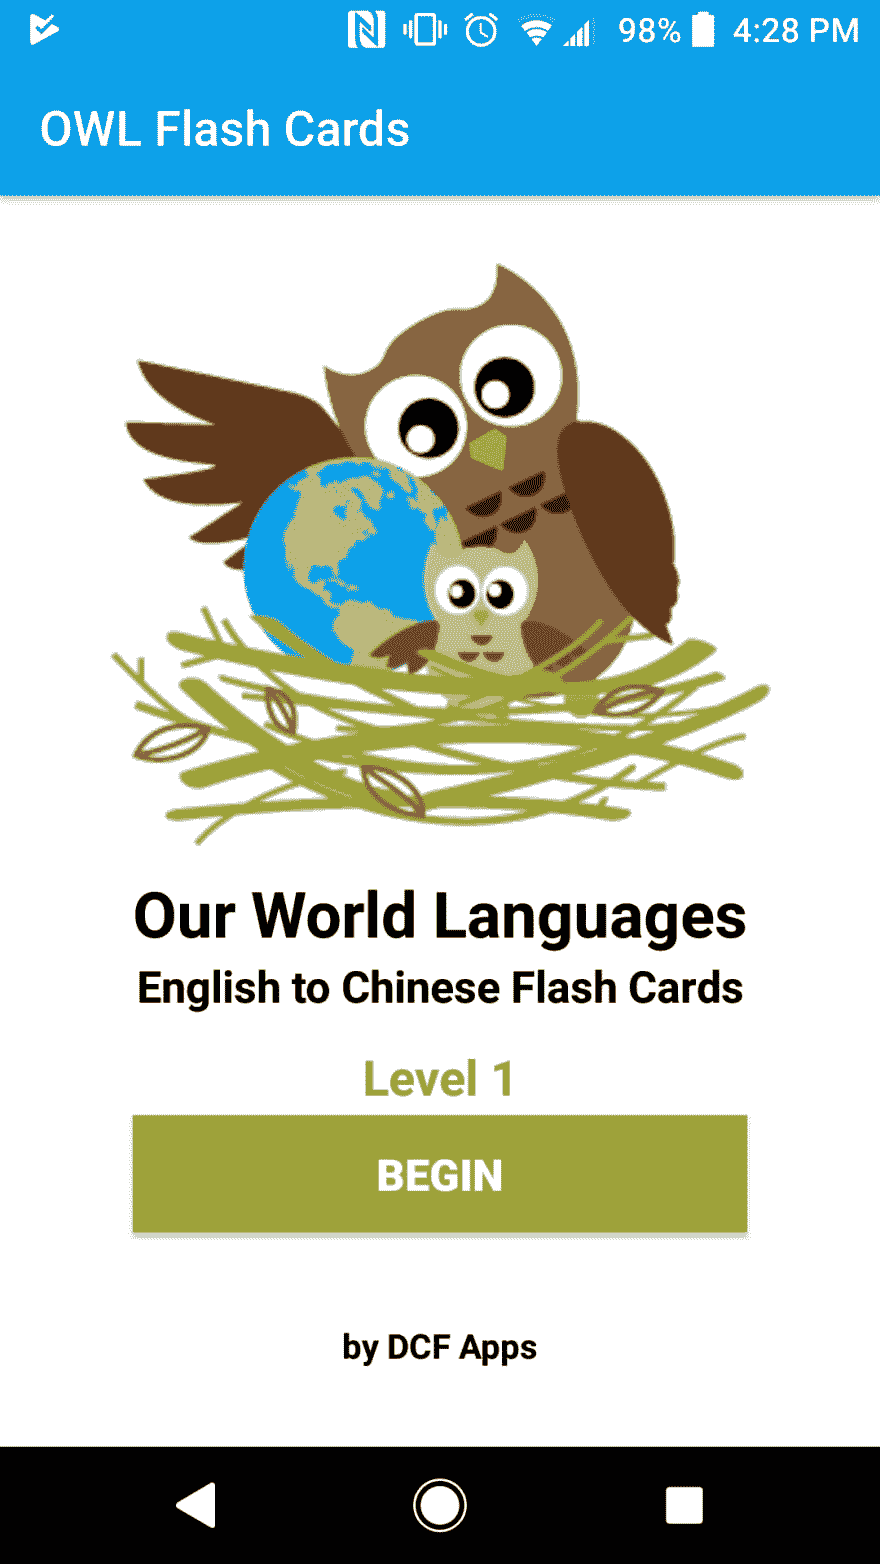 98% 4:28 PM
OWL Flash Cards
Our World Languages
English to Chinese Flash Cards
Level 1
BEGIN
by DCF Apps